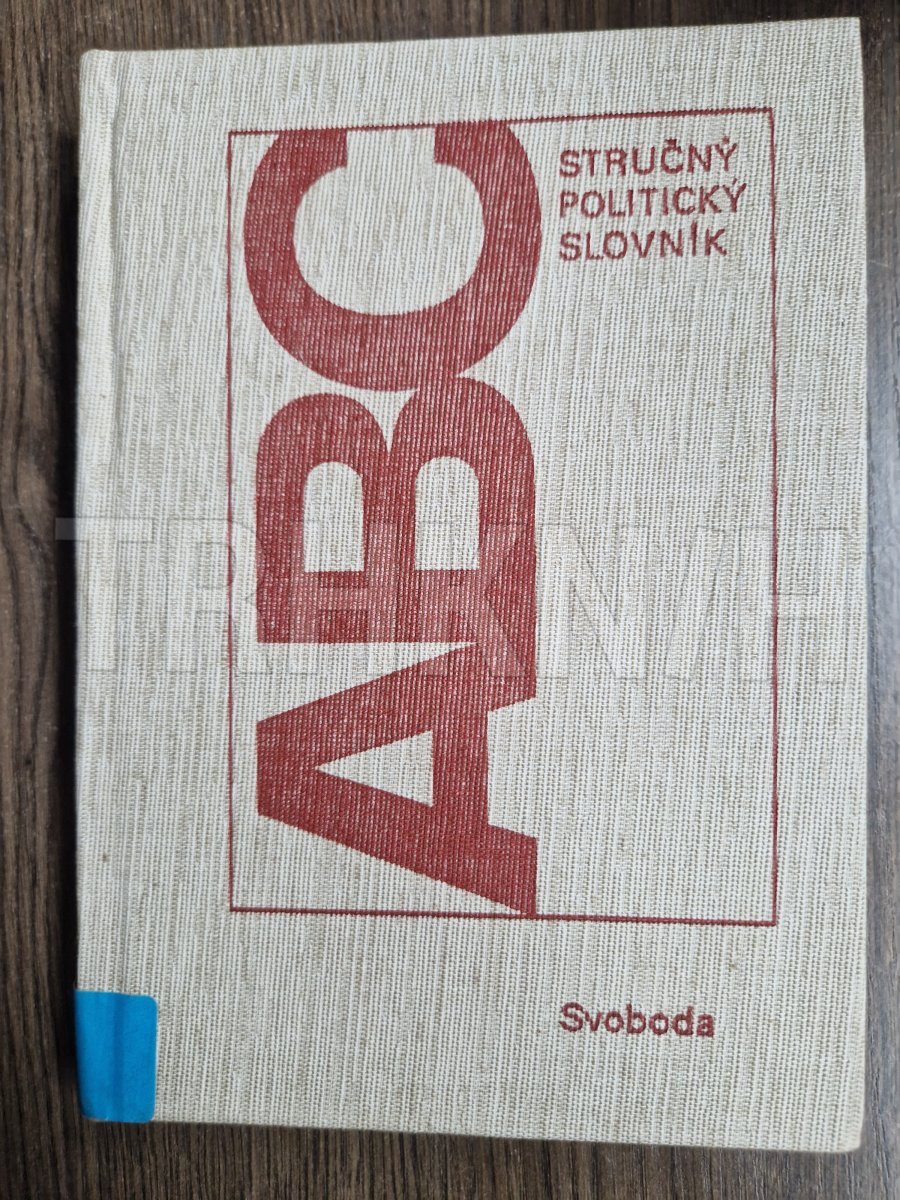 ABC
STRUČNÝ
POLITICKÝ
SLOVNÍK
Svoboda